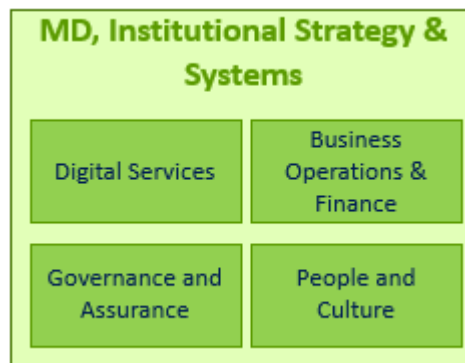 MD, Institutional Strategy &
Systems
Digital Services
Business
Operations &
Finance
Governance and
Assurance
People and
Culture